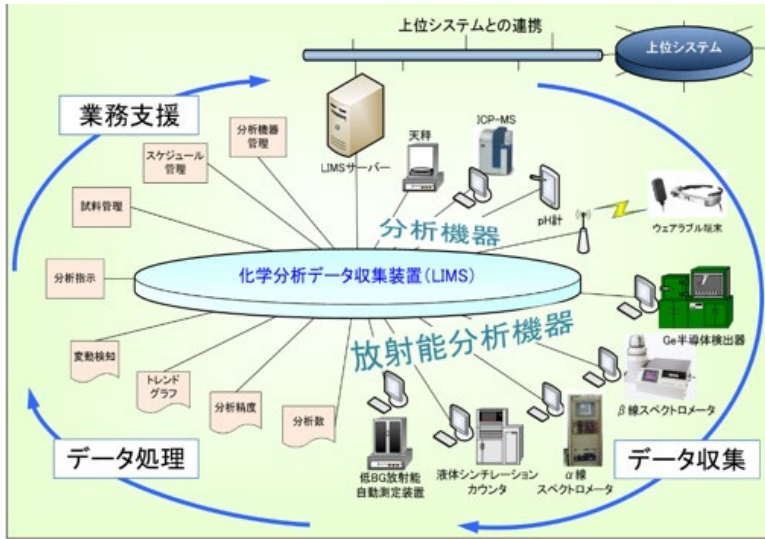 上位システムとの連携
上位システム
業務支援
分析機器
管理
スケジュール
管理
試料管理
分析指示
LIMSサーバー
天秤
ICP-MS
pH計
ウェアラブル端末
分析機器
化学分析データ収集装置(LIMS)
放射能分析機器
Ge半導体検出器
β線スペクトロメータ
α線
スペクトロメータ
液体シンチレーション
カウンタ
低BG放射能
自動測定装置
変動検知
トレンド
グラフ
分析精度
分析数
データ処理
データ収集